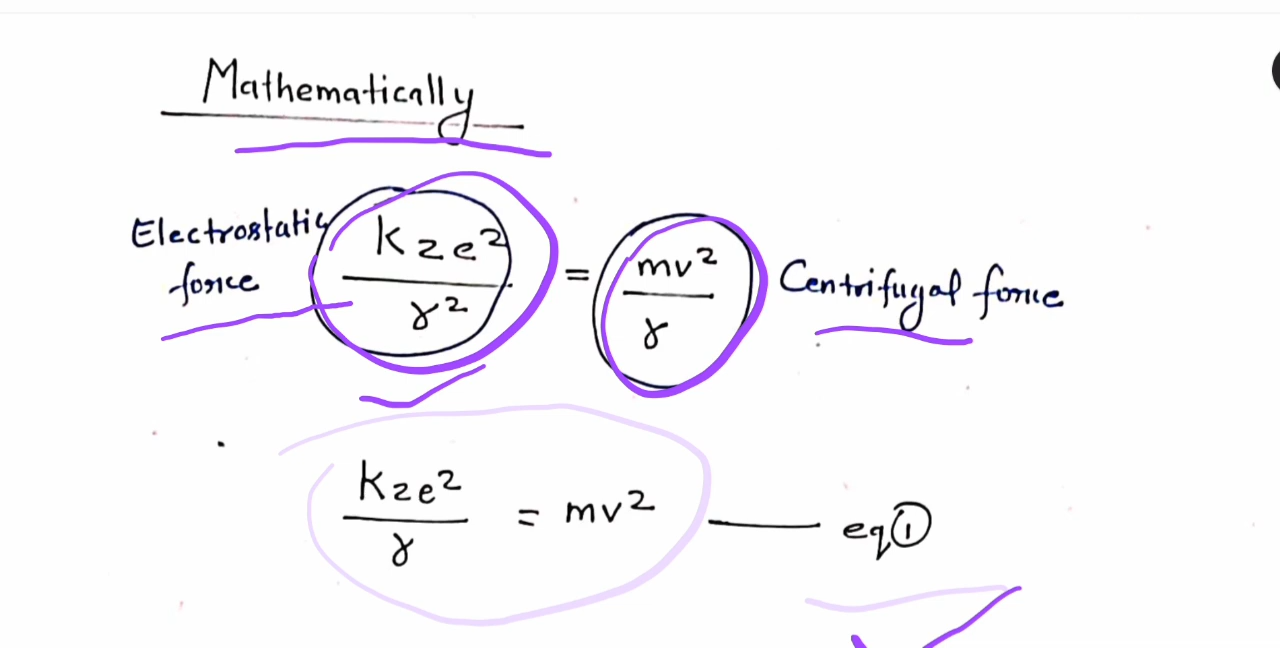 Mathematically
Electrostatic force kze²/r² = mv²/r Centrifugal force
kze²/r = mv² —— eq①